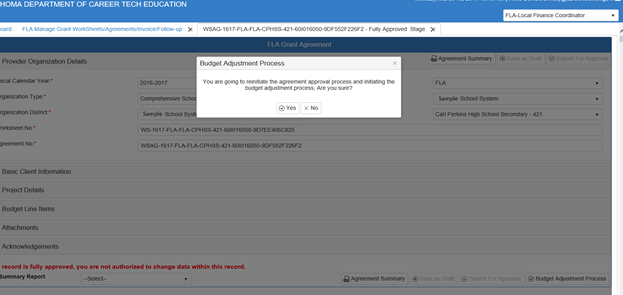 HOMA DEPARTMENT OF CAREER TECH EDUCATION
FLA-Local Finance Coordinator
oard FLA Manage Grant WorkSheets/Agreements/Invoice/Follow-up × WSAG-1617-FLA-FLA-CPHSS-421-60I016050-9DF552F226F2 - Fully Approved Stage ×
FLA Grant Agreement
Provider Organization Details Agreement Summary Save as Draft Submit For Approval
Budget Adjustment Process ×
You are going to reinitiate the agreement approval process and initiating the
budget adjustment process, Are you sure?
Yes × No
iscal Calendar Year:* 2016-2017 FLA
rganization Type:* Comprehensive Schoo Sample School System
rganization District:* Sample School System Carl Perkins High School Secondary - 421
Worksheet No:* WS-1617-FLA-FLA-CPHSS-421-60I016050-9D7EE406C825
greement No:* WSAG-1617-FLA-FLA-CPHSS-421-60I016050-9DF552F226F2
Basic Client Information
Project Details
Budget Line Items
Attachments
Acknowledgements
record is fully approved, you are not authorized to change data within this record.
Summary Report --Select-- Agreement Summary Save as Draft Submit For Approval Budget Adjustment Process